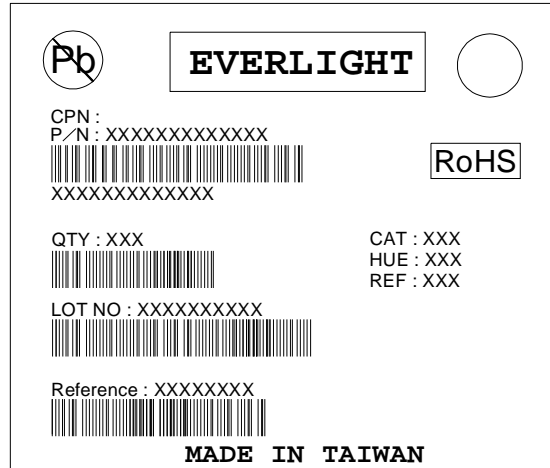 Pb
EVERLIGHT
CPN :
P/N : XXXXXXXXXXXXX
RoHS
XXXXXXXXXXXXX
QTY : XXX
CAT : XXX
HUE : XXX
REF : XXX
LOT NO : XXXXXXXXXX
Reference : XXXXXXXX
MADE IN TAIWAN